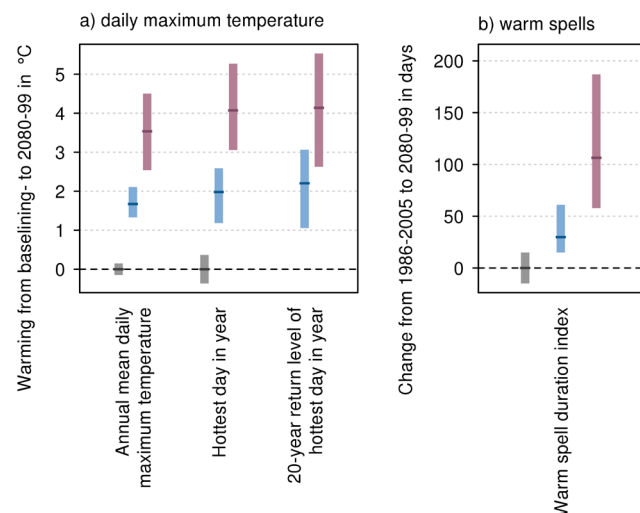 a) daily maximum temperature
Warming from baselining- to 2080-99 in °C
5
4
3
2
1
0
Annual mean daily
maximum temperature
Hottest day in year
20-year return level of
hottest day in year
b) warm spells
Change from 1986-2005 to 2080-99 in days
200
150
100
50
0
Warm spell duration index